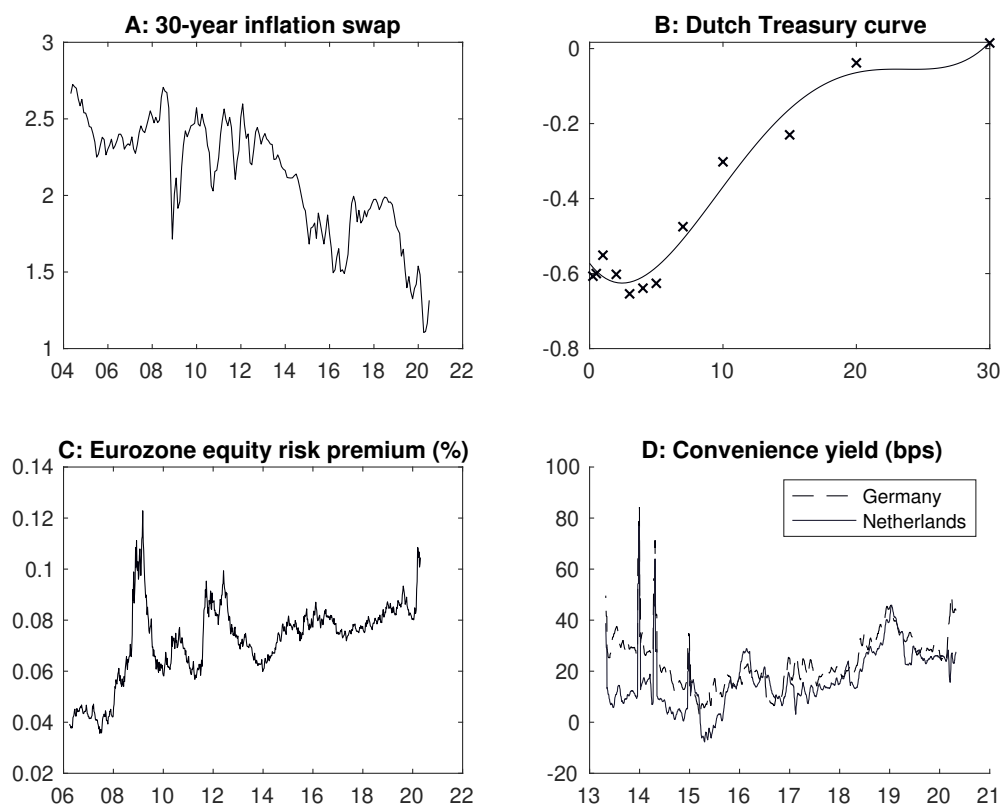 A: 30-year inflation swap
3
2.5
2
1.5
1
04 06 08 10 12 14 16 18 20 22
B: Dutch Treasury curve
0
-0.2
-0.4
-0.6
-0.8
0 10 20 30
C: Eurozone equity risk premium (%)
0.14
0.12
0.1
0.08
0.06
0.04
0.02
06 08 10 12 14 16 18 20 22
D: Convenience yield (bps)
100
80
60
40
20
0
-20
Germany
Netherlands
13 14 15 16 17 18 19 20 21